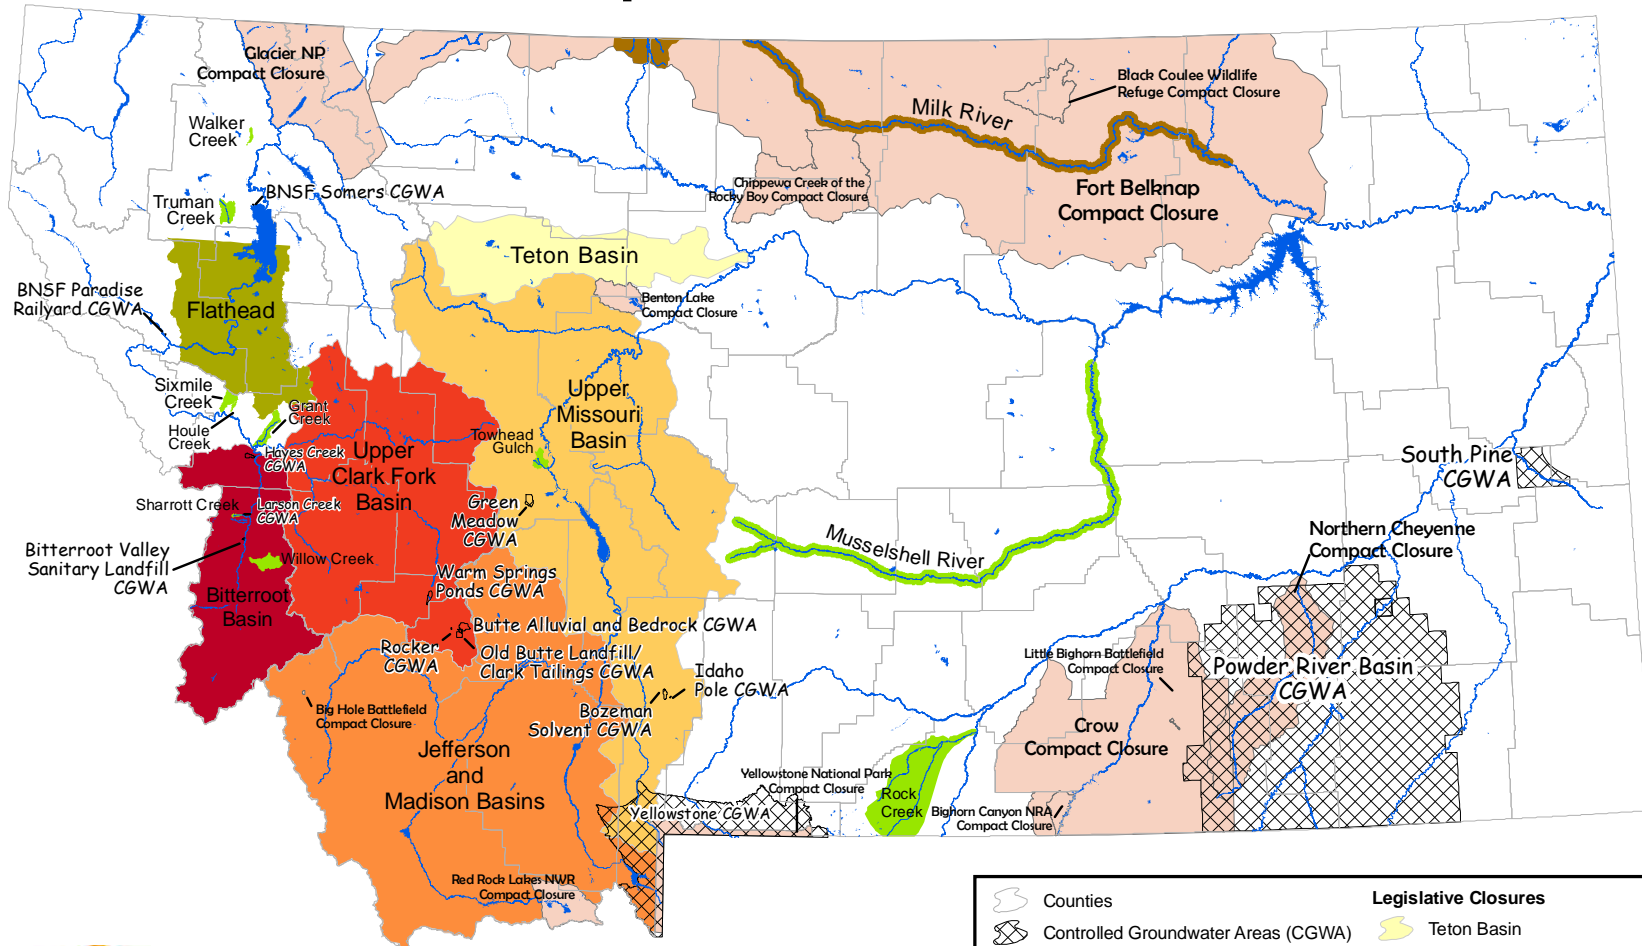 Glacier NP
Compact Closure
Walker
Creek
Truman
Creek
BNSF Somers CGWA
BNSF Paradise
Railyard CGWA
Flathead
Teton Basin
Benton Lake
Compact Closure
Milk River
Black Coulee Wildlife
Refuge Compact Closure
Chippewa Creek of the
Rocky Boy Compact Closure
Fort Belknap
Compact Closure
Sixmile
Creek
Houle
Creek
Grant
Creek
Hayes Creek
CGWA
Upper
Clark Fork
Basin
Towhead
Gulch
Upper
Missouri
Basin
Sharrott Creek
Larson Creek
CGWA
Green
Meadow
CGWA
Bitterroot Valley
Sanitary Landfill
CGWA
Willow Creek
Bitterroot
Basin
Warm Springs
Ponds CGWA
Musselshell River
South Pine
CGWA
Northern Cheyenne
Compact Closure
Butte Alluvial and Bedrock CGWA
Rocker
CGWA
Old Butte Landfill/
Clark Tailings CGWA
Idaho
Pole CGWA
Bozeman
Solvent CGWA
Big Hole Battlefield
Compact Closure
Jefferson
and
Madison Basins
Little Bighorn Battlefield
Compact Closure
Powder River Basin
CGWA
Crow
Compact Closure
Yellowstone National Park
Compact Closure
Rock
Creek
Bighorn Canyon NRA
Compact Closure
Yellowstone CGWA
Red Rock Lakes NWR
Compact Closure
Counties
Controlled Groundwater Areas (CGWA)
Legislative Closures
Teton Basin